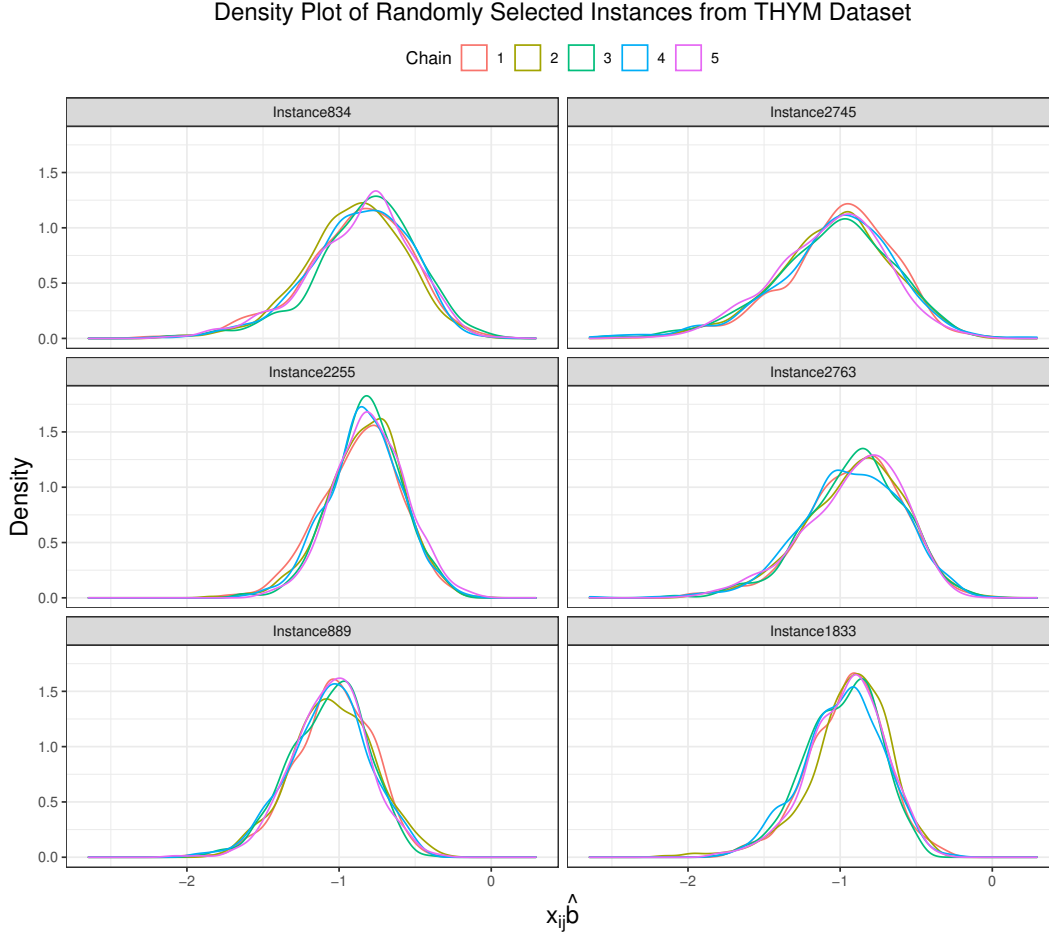 Density Plot of Randomly Selected Instances from THYM Dataset
Chain 1 2 3 4 5
Instance834 Instance2745
1.5
1.0
0.5
0.0
Instance2255 Instance2763
1.5
1.0
0.5
0.0
Instance889 Instance1833
1.5
1.0
0.5
0.0
−2 −1 0 −2 −1 0
Density
x_{ij}b̂